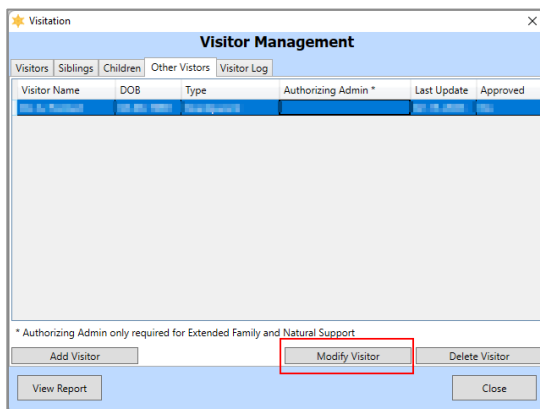 Visitation
Visitor Management
Visitors Siblings Children Other Vistors Visitor Log
Visitor Name DOB Type Authorizing Admin * Last Update Approved
* Authorizing Admin only required for Extended Family and Natural Support
Add Visitor Modify Visitor Delete Visitor
View Report Close